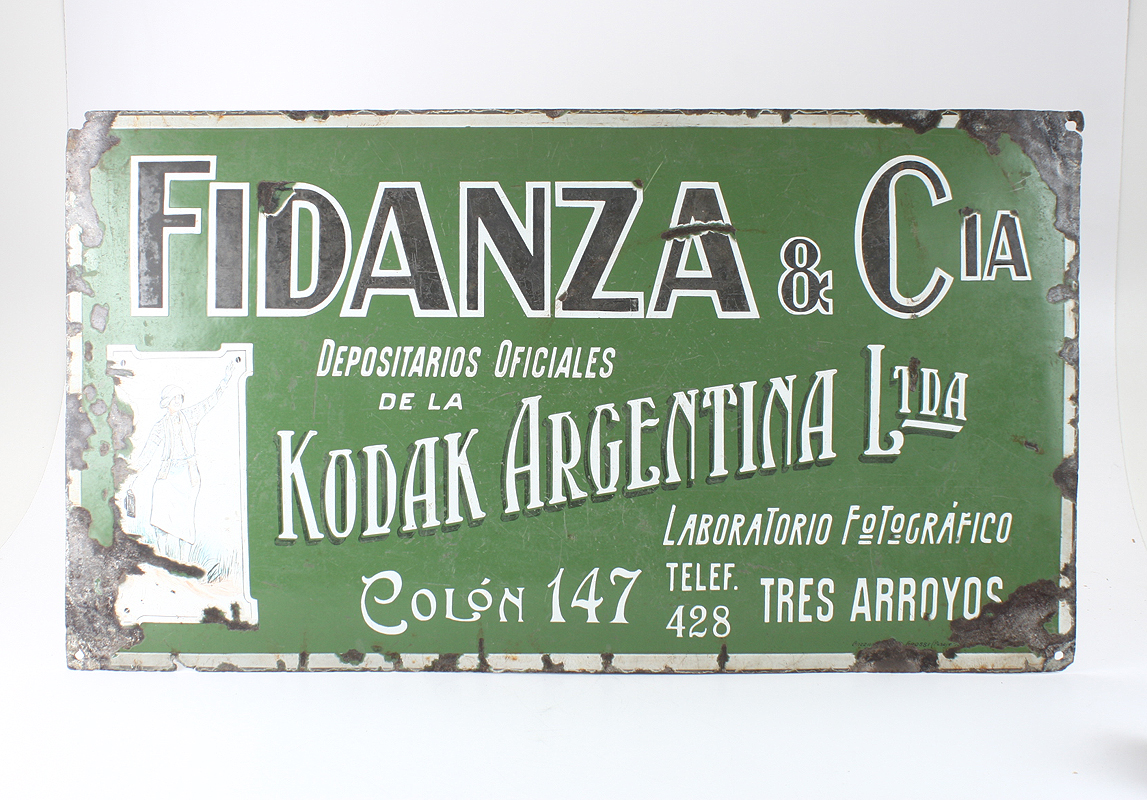 FIDANZA & CIA
DEPOSITARIOS OFICIALES
DE LA
KODAK ARGENTINA LTDA
LABORATORIO FOTOGRÁFICO
COLÓN 147 TELEF. 428 TRES ARROYOS